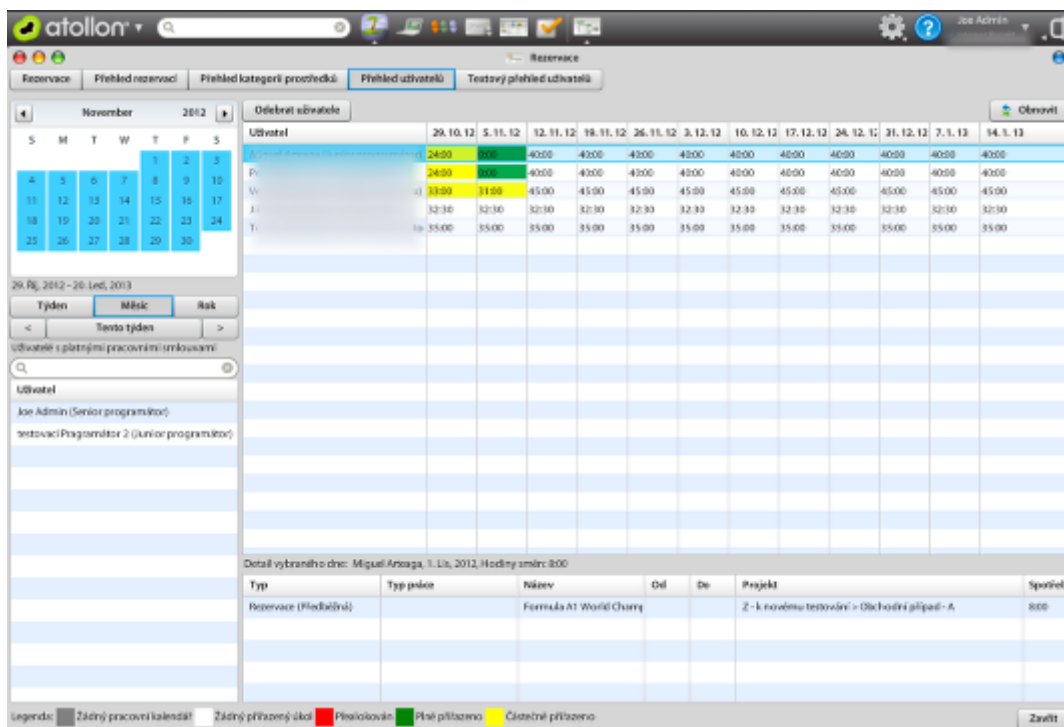 atollon
Joe Admin
Rezervace
Rezervace Přehled rezervací Přehled kategorií prostředků Přehled uživatelů Textový přehled uživatelů
November 2012
S M T W T F S
1 2 3
4 5 6 7 8 9 10
11 12 13 14 15 16 17
18 19 20 21 22 23 24
25 26 27 28 29 30
29. Říj, 2012 - 20. Led, 2013
Týden Měsíc Rok
< Tento týden >
Uživatelé s platnými pracovními smlouvami
Uživatel
Joe Admin (Senior programátor)
testovací Programátor 2 (Junior programátor)
Odebrat uživatele Obnovit
Uživatel 29. 10. 12 5. 11. 12 12. 11. 12 19. 11. 12 26. 11. 12 3. 12. 12 10. 12. 12 17. 12. 12 24. 12. 12 31. 12. 12 7. 1. 13 14. 1. 13
24:00 0:00 40:00 40:00 40:00 40:00 40:00 40:00 40:00 40:00 40:00 40:00
24:00 0:00 40:00 40:00 40:00 40:00 40:00 40:00 40:00 40:00 40:00 40:00
33:00 31:00 45:00 45:00 45:00 45:00 45:00 45:00 45:00 45:00 45:00 45:00
32:30 32:30 32:30 32:30 32:30 32:30 32:30 32:30 32:30 32:30 32:30 32:30
35:00 35:00 35:00 35:00 35:00 35:00 35:00 35:00 35:00 35:00 35:00 35:00
Detail vybraného dne: Miguel Arteaga, 1. Lis, 2012, Hodiny směn: 8:00
Typ Typ práce Název Od Do Projekt Spotřeb
Rezervace (Předběžná) Formula A1 World Champ Z - k novému testování > Obchodní případ - A 8:00
Legenda: Žádný pracovní kalendář Žádný přiřazený úkol Přealokován Plně přiřazeno Částečně přiřazeno Zavřít